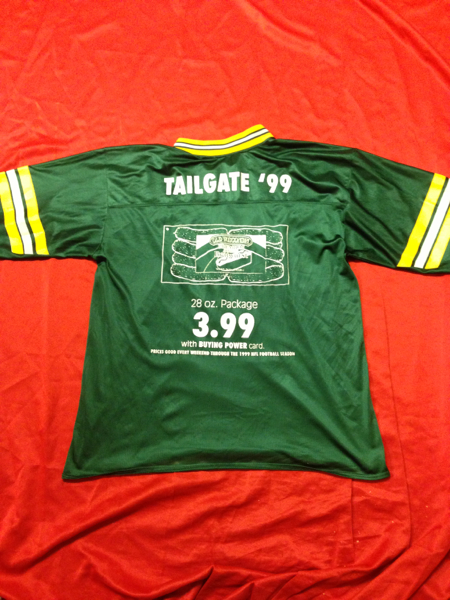 TAILGATE '99
28 oz. Package
3.99
with BUYING POWER card.
PRICES GOOD EVERY WEEKEND THROUGH THE 1999 NFL FOOTBALL SEASON